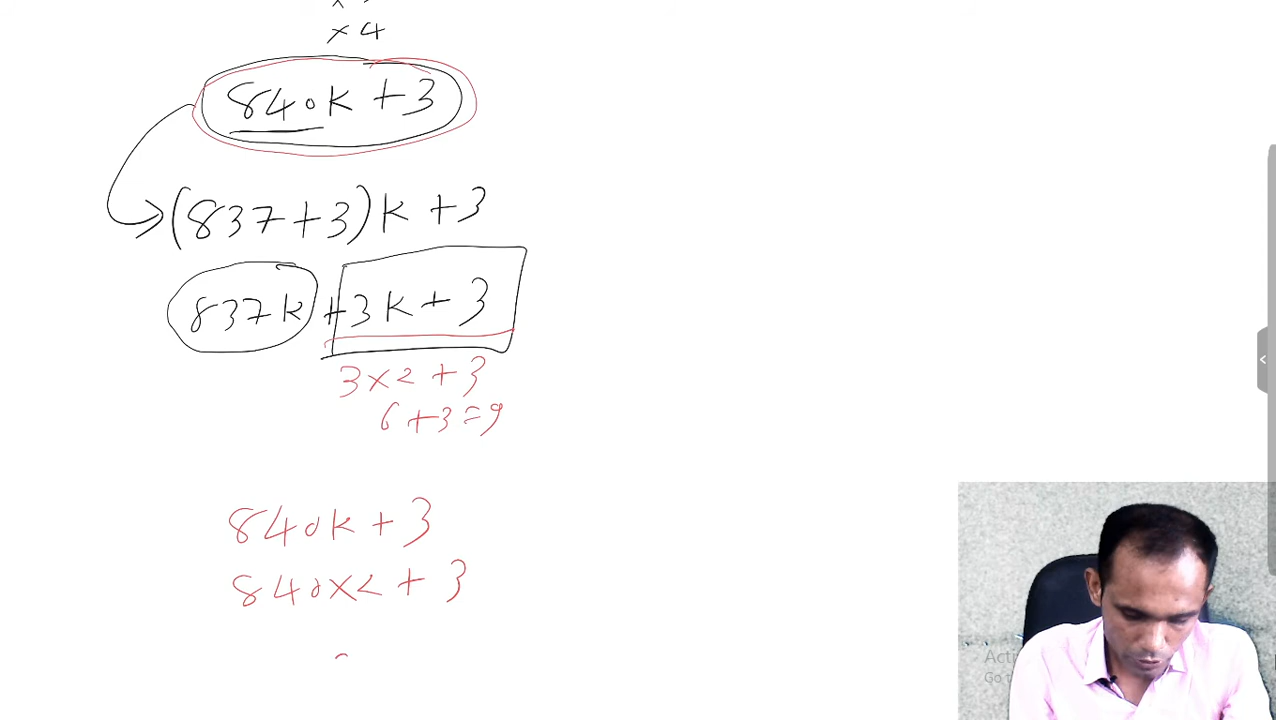 × 4
840k + 3
(837+3)k +3
837k +3k + 3
3×2 + 3
6 +3 = 9
840k + 3
840×2 + 3
Go